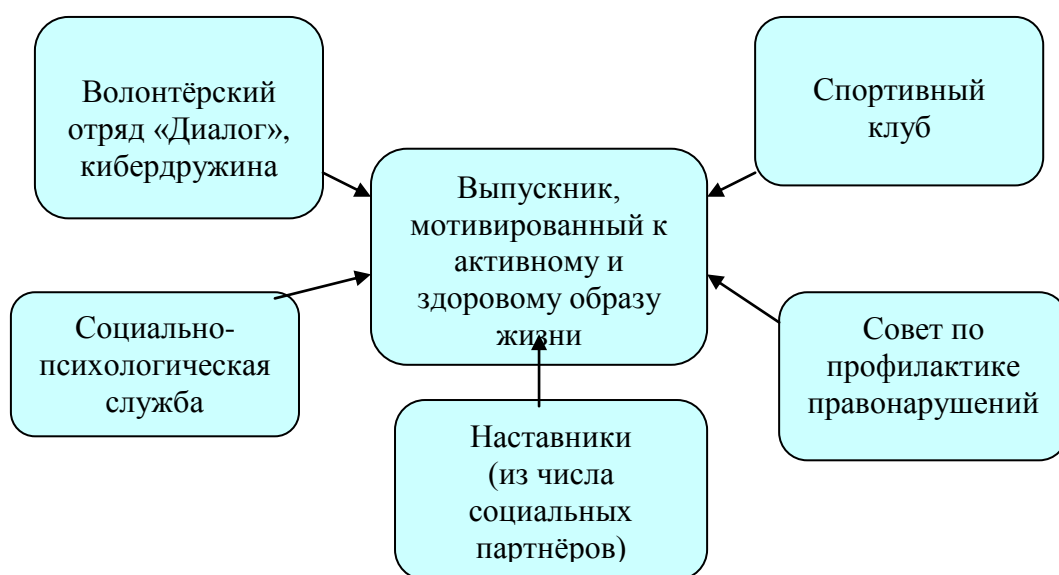 Волонтёрский
отряд «Диалог»,
кибердружина
Спортивный
клуб
Выпускник,
мотивированный к
активному и
здоровому образу
жизни
Социально-
психологическая
служба
Совет по
профилактике
правонарушений
Наставники
(из числа
социальных
партнёров)